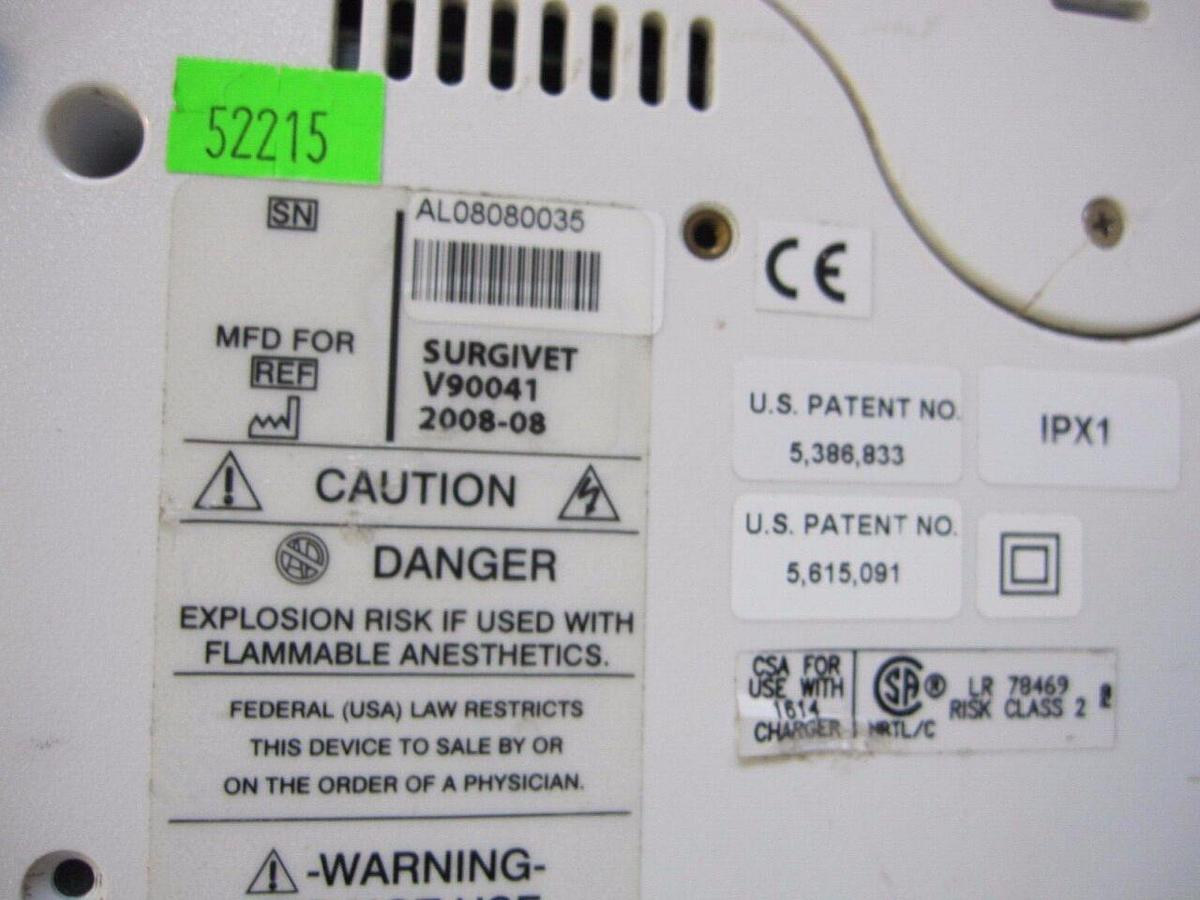 52215
SN
AL08080035
MFD FOR
SURGIVET
REF
V90041
2008-08
CAUTION
DANGER
EXPLOSION RISK IF USED WITH
FLAMMABLE ANESTHETICS.
FEDERAL (USA) LAW RESTRICTS
THIS DEVICE TO SALE BY OR
ON THE ORDER OF A PHYSICIAN.
-WARNING-
CE
U.S. PATENT NO.
5,386,833
IPX1
U.S. PATENT NO.
5,615,091
CSA FOR
USE WITH
1614
CHARGER
SA®
LR 78469
RISK CLASS 2
NRTL/C